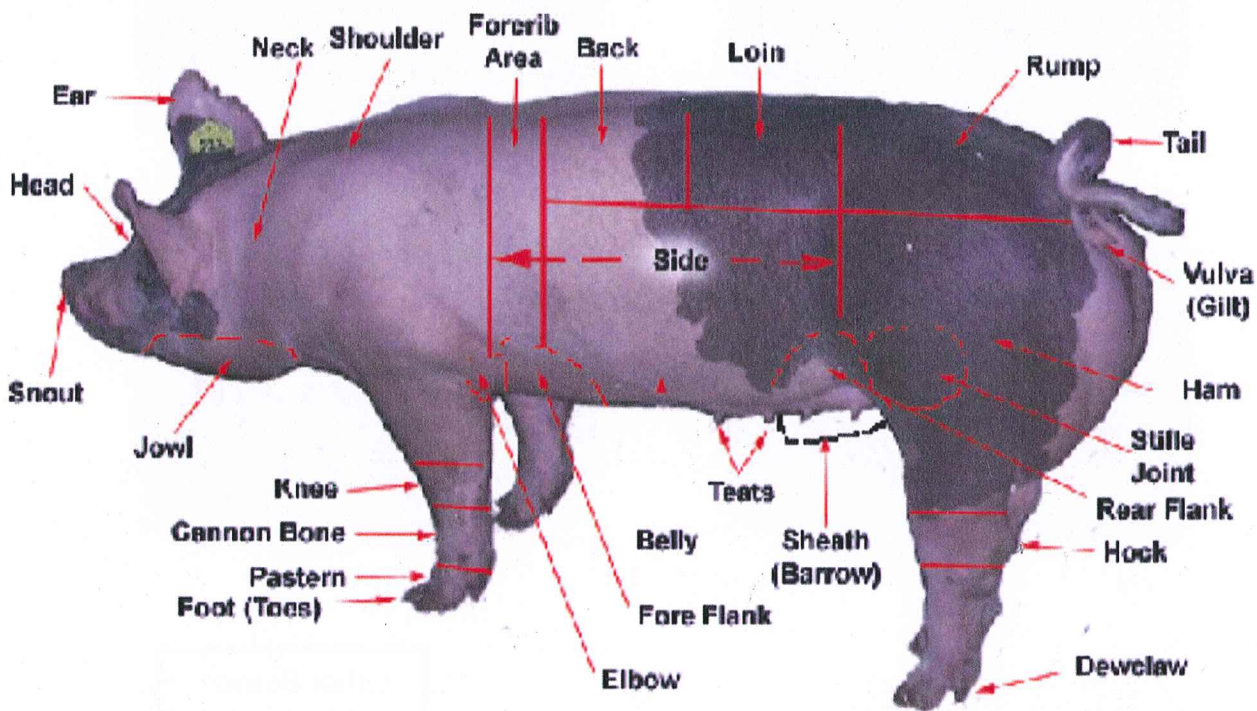 Forerib
Area
Neck
Shoulder
Back
Loin
Rump
Ear
Tail
Head
Side
Vulva
(Gilt)
Snout
Ham
Jowl
Stifle
Joint
Knee
Teats
Rear Flank
Cannon Bone
Belly
Sheath
(Barrow)
Hock
Pastern
Foot (Toes)
Fore Flank
Elbow
Dewclaw